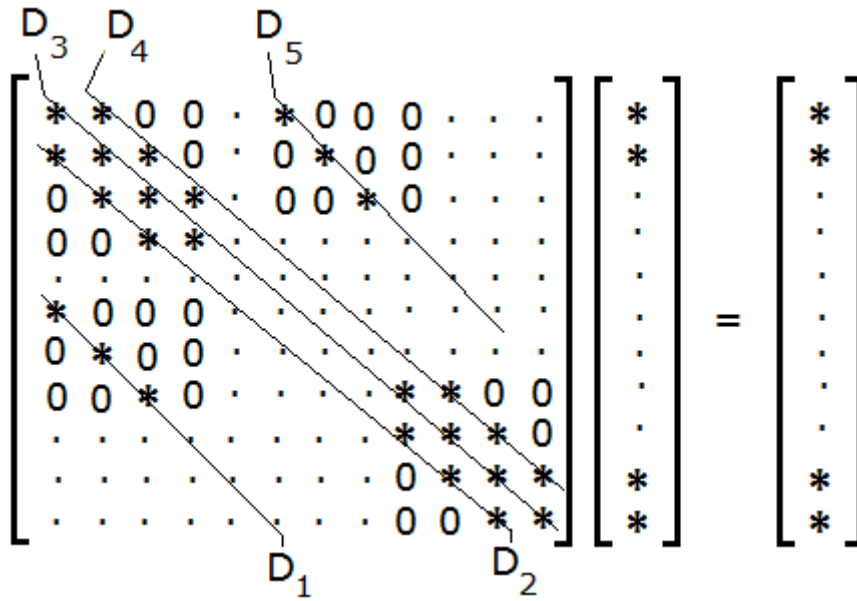 D3 D4 D5
* * 0 0 · * 0 0 0 · · · * *
* * * 0 · 0 * 0 0 · · · * *
0 * * * · 0 0 * 0 · · · · ·
0 0 * * · · · · · · · · · ·
· · · · · · · · · · · · · ·
* 0 0 0 · · · · · · · · · = ·
0 * 0 0 · · · · · · · · · ·
0 0 * 0 · · · · * * 0 0 · ·
· · · · · · · · * * * 0 · ·
· · · · · · · · 0 * * * * *
· · · · · · · · 0 0 * * * *
D1 D2